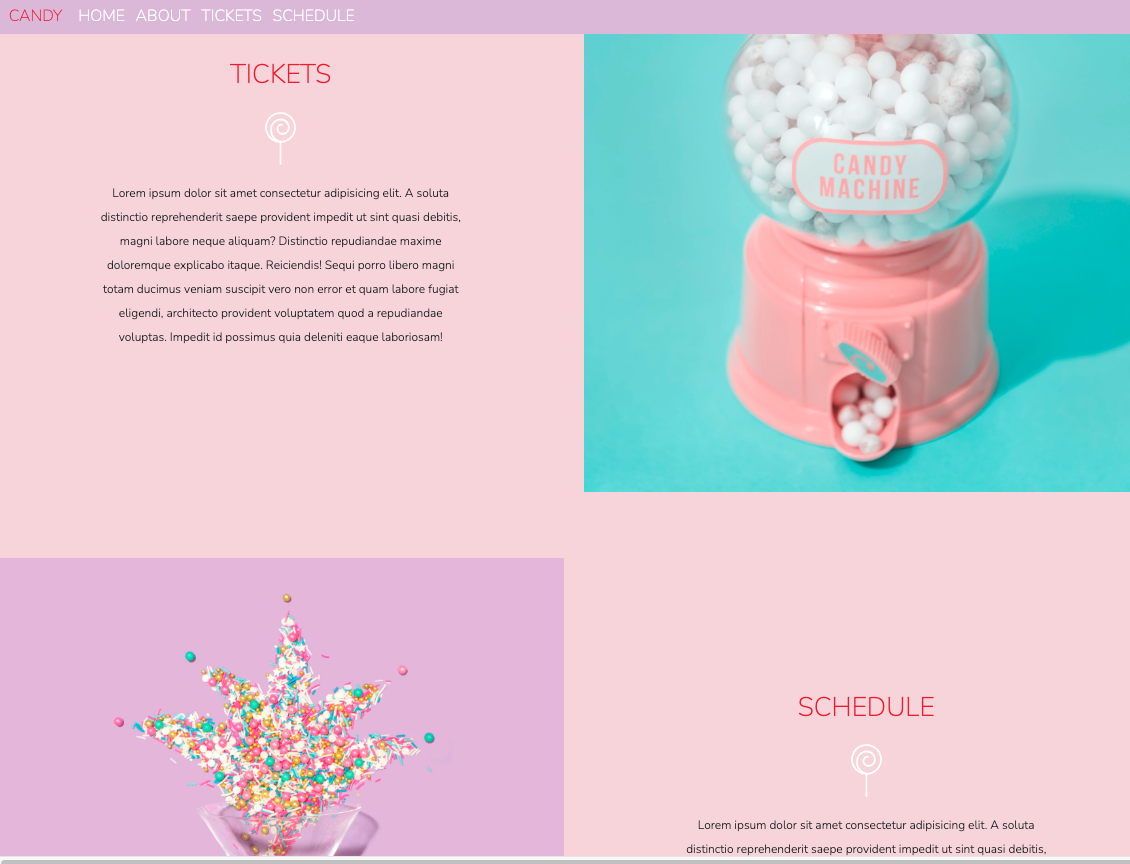 CANDY HOME ABOUT TICKETS SCHEDULE
TICKETS
Lorem ipsum dolor sit amet consectetur adipisicing elit. A soluta
distinctio reprehenderit saepe provident impedit ut sint quasi debitis,
magni labore neque aliquam? Distinctio repudiandae maxime
doloremque explicabo itaque. Reiciendis! Sequi porro libero magni
totam ducimus veniam suscipit vero non error et quam labore fugiat
eligendi, architecto provident voluptatem quod a repudiandae
voluptas. Impedit id possimus quia deleniti eaque laboriosam!
CANDY
MACHINE
SCHEDULE
Lorem ipsum dolor sit amet consectetur adipisicing elit. A soluta
distinctio reprehenderit saepe provident impedit ut sint quasi debitis,